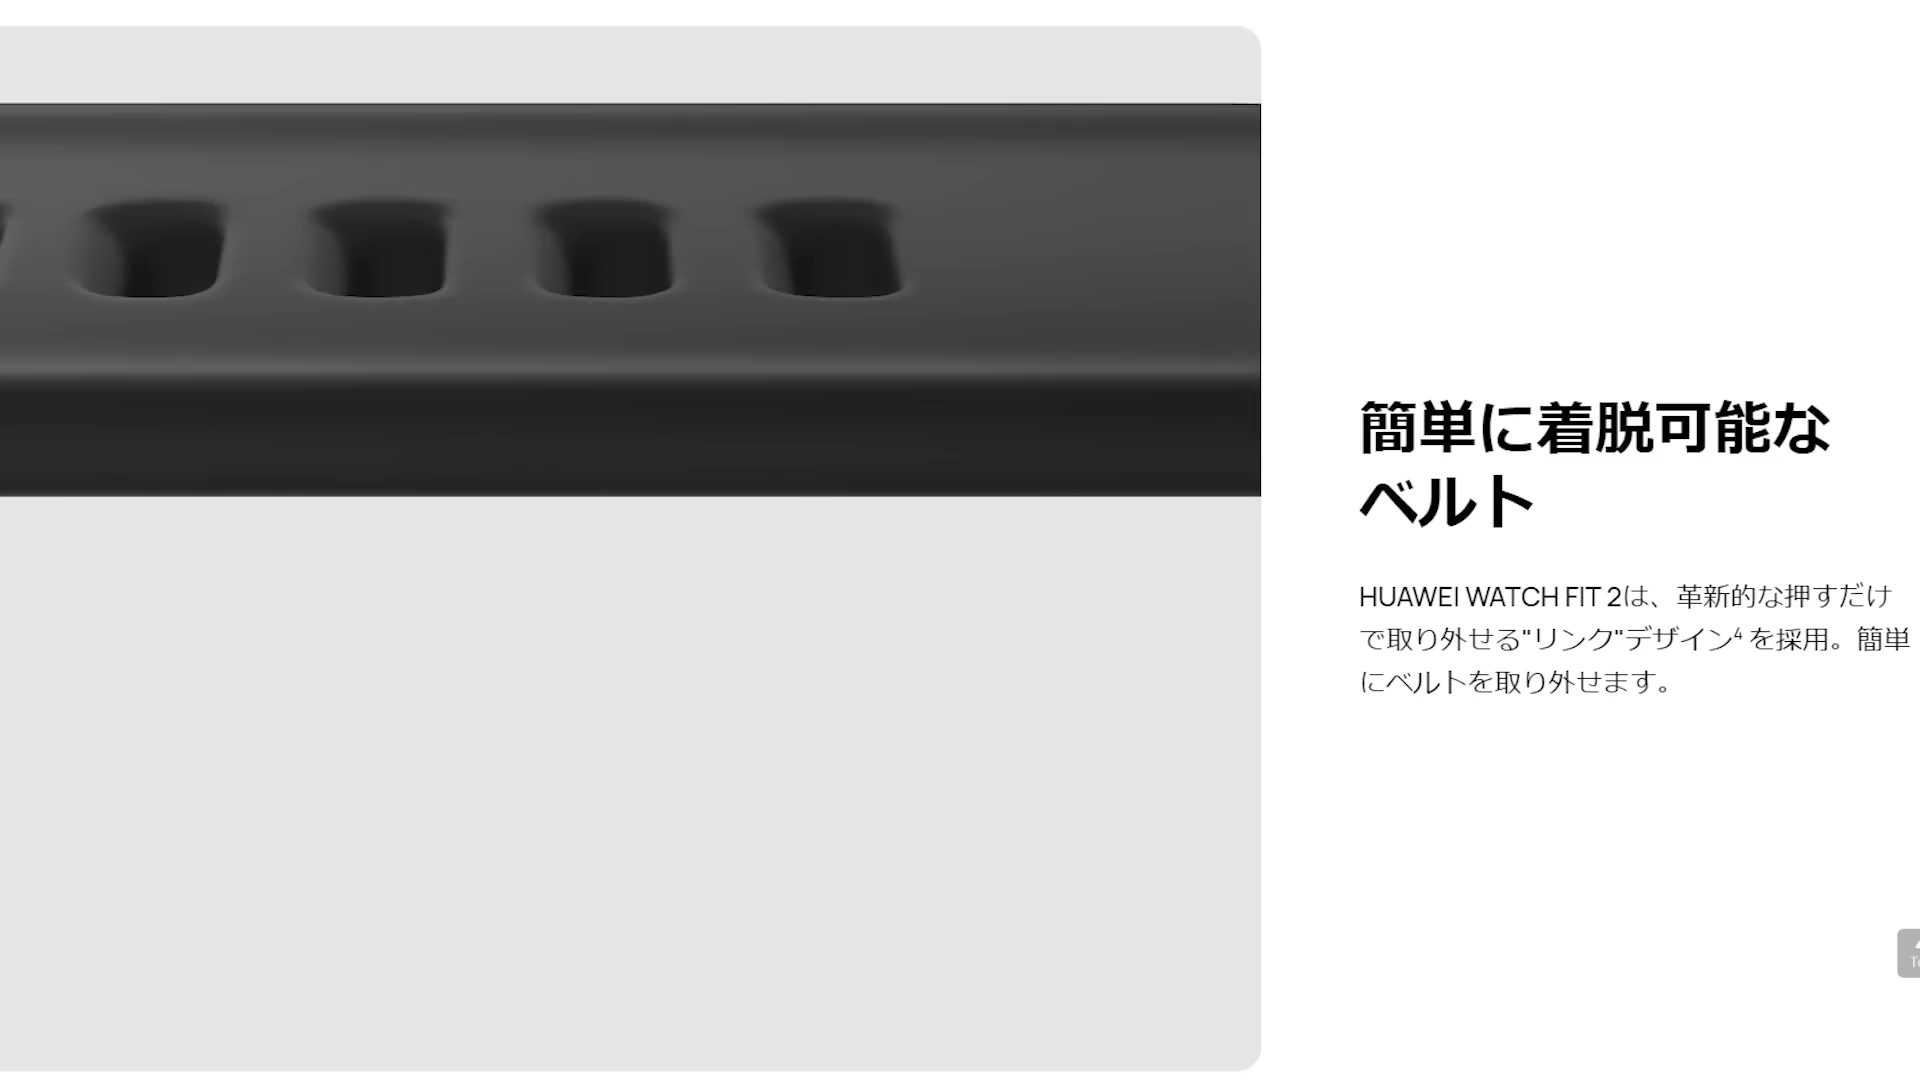 簡単に着脱可能な
ベルト
HUAWEI WATCH FIT 2は、革新的な押すだけ
で取り外せる"リンク"デザイン⁴ を採用。簡単
にベルトを取り外せます。